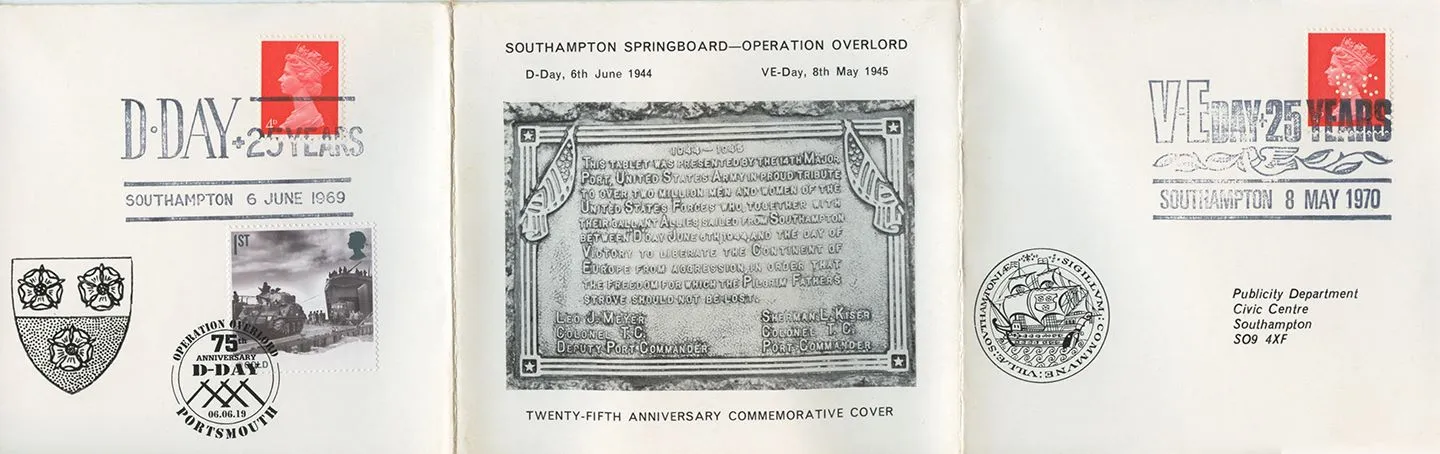 4D
D·DAY+25 YEARS
SOUTHAMPTON 6 JUNE 1969
1ST
OPERATION OVERLORD
75th
ANNIVERSARY
D-DAY
06.06.19
PORTSMOUTH
SOUTHAMPTON SPRINGBOARD—OPERATION OVERLORD
D-Day, 6th June 1944 VE-Day, 8th May 1945
1944–1945
THIS TABLET WAS PRESENTED BY THE 14TH MAJOR
PORT, UNITED STATES ARMY IN PROUD TRIBUTE
TO OVER TWO MILLION MEN AND WOMEN OF THE
UNITED STATES FORCES WHO, TOGETHER WITH
THEIR GALLANT ALLIES SAILED FROM SOUTHAMPTON
BETWEEN "D" DAY JUNE 6TH 1944 AND THE DAY OF
VICTORY TO LIBERATE THE CONTINENT OF
EUROPE FROM AGGRESSION, IN ORDER THAT
THE FREEDOM FOR WHICH THE PILGRIM FATHERS
STROVE SHOULD NOT BE LOST.
LEO J. MEYER SHERMAN L. KISER
COLONEL T.C. COLONEL T.C.
DEPUTY PORT COMMANDER PORT COMMANDER
TWENTY-FIFTH ANNIVERSARY COMMEMORATIVE COVER
V·E DAY+25 YEARS
SOUTHAMPTON 8 MAY 1970
SIGILLVM:COMMVNE:VILLE:SOUTHAMPTONIÆ
Publicity Department
Civic Centre
Southampton
SO9 4XF